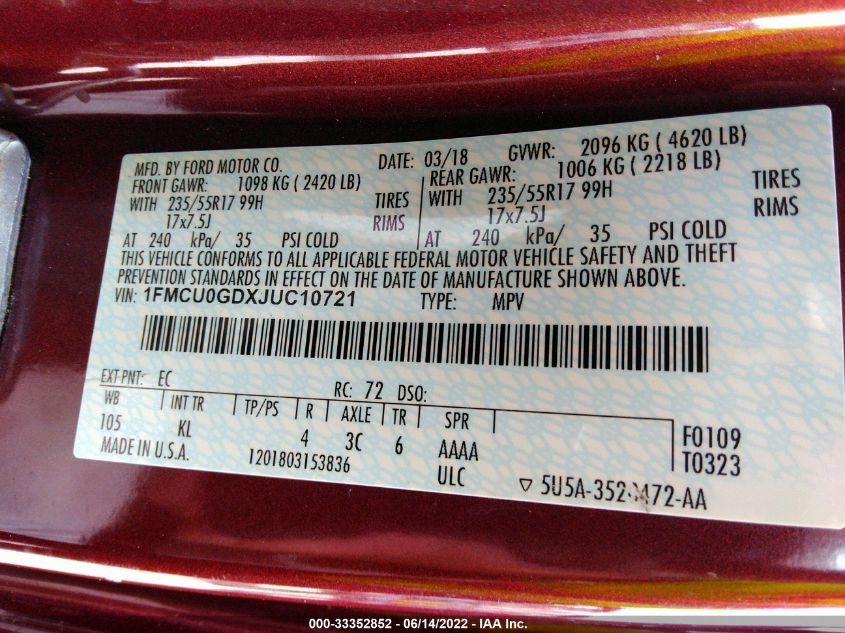 MFD. BY FORD MOTOR CO. DATE: 03/18 GVWR: 2096 KG ( 4620 LB)
FRONT GAWR: 1098 KG ( 2420 LB) REAR GAWR: 1006 KG ( 2218 LB)
WITH 235/55R17 99H TIRES WITH 235/55R17 99H TIRES
17x7.5J RIMS 17x7.5J RIMS
AT 240 kPa/ 35 PSI COLD AT 240 kPa/ 35 PSI COLD
THIS VEHICLE CONFORMS TO ALL APPLICABLE FEDERAL MOTOR VEHICLE SAFETY AND THEFT
PREVENTION STANDARDS IN EFFECT ON THE DATE OF MANUFACTURE SHOWN ABOVE.
VIN: 1FMCU0GDXJUC10721 TYPE: MPV
EXT PNT: EC RC: 72 DSO:
WB INT TR TP/PS R AXLE TR SPR
105 KL 4 3C 6 AAAA F0109
MADE IN U.S.A. 1201803153836 ULC T0323
▽ 000-33352852 - 06/14/2022 - IAA Inc.